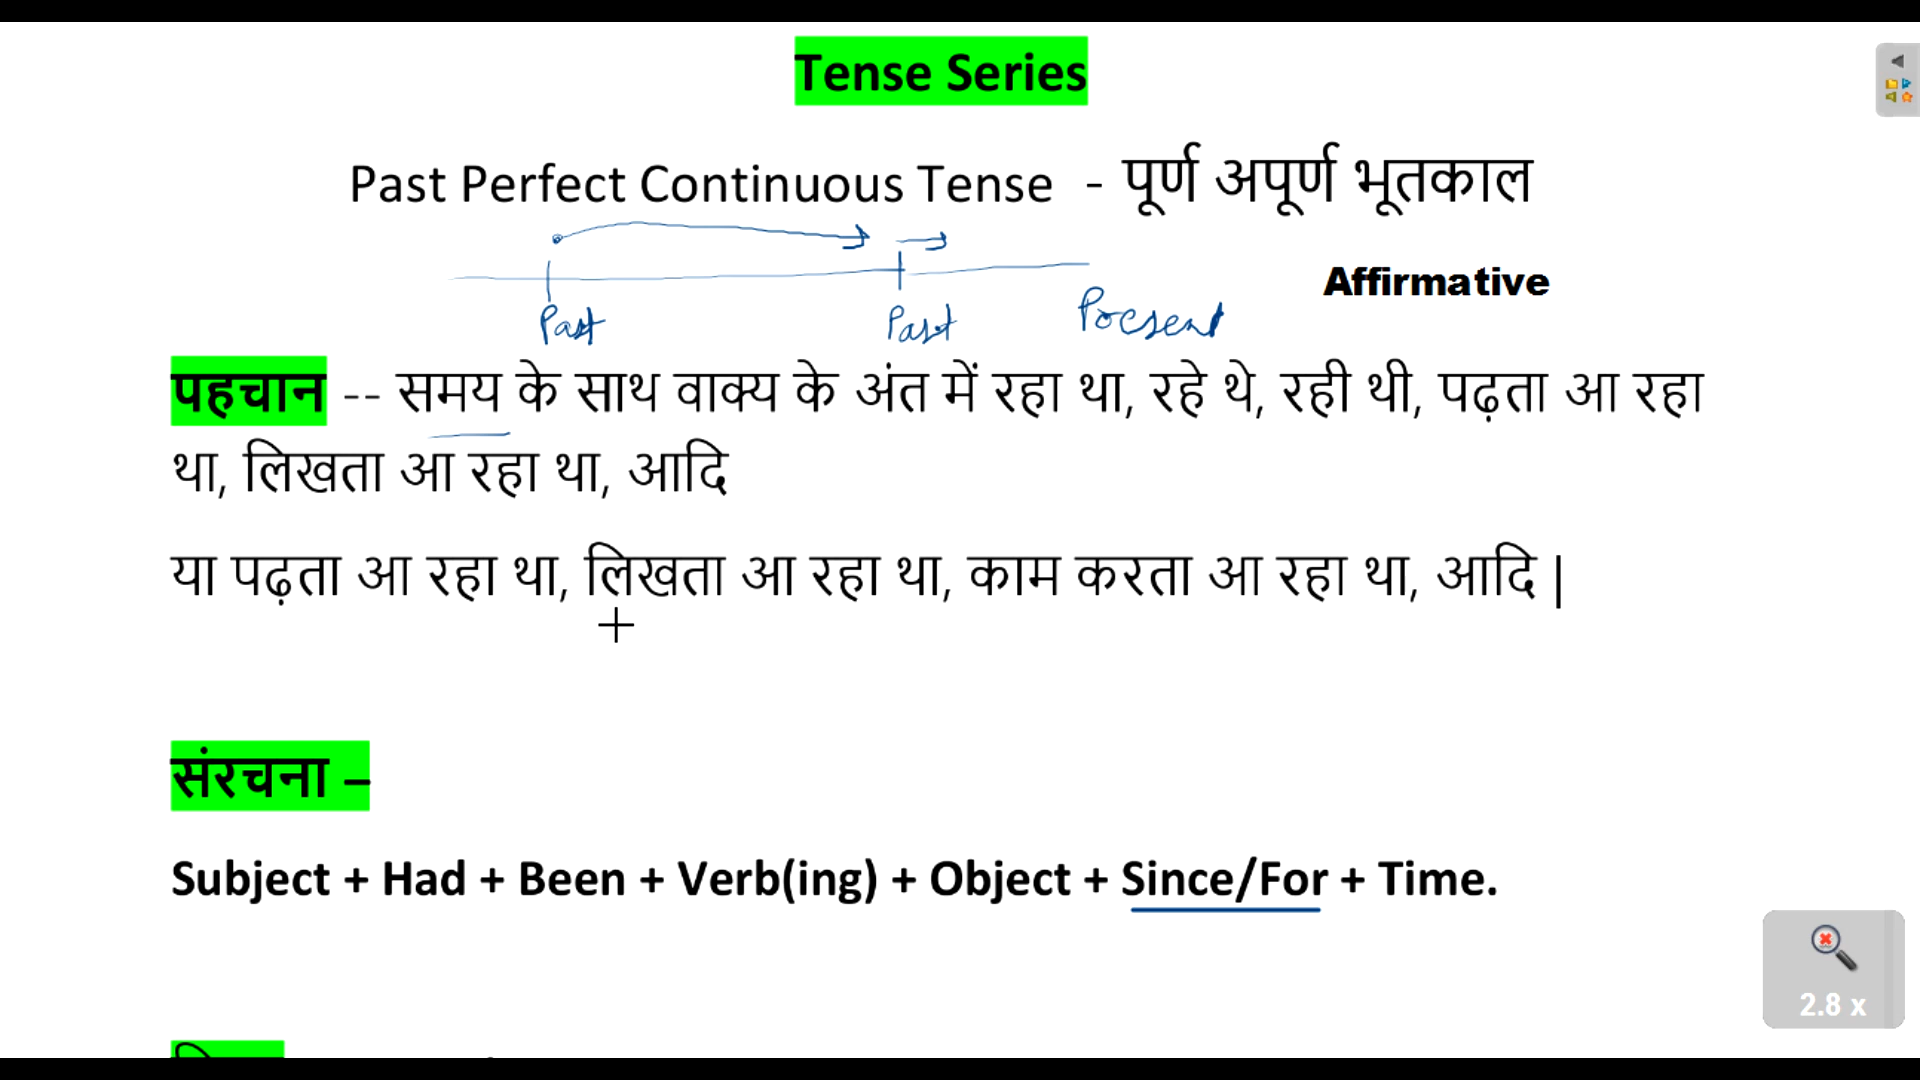 Tense Series
Past Perfect Continuous Tense - पूर्ण अपूर्ण भूतकाल
Affirmative
Past Past Present
पहचान -- समय के साथ वाक्य के अंत में रहा था, रहे थे, रही थी, पढ़ता आ रहा
था, लिखता आ रहा था, आदि
या पढ़ता आ रहा था, लिखता आ रहा था, काम करता आ रहा था, आदि |
संरचना –
Subject + Had + Been + Verb(ing) + Object + Since/For + Time.
2.8 x